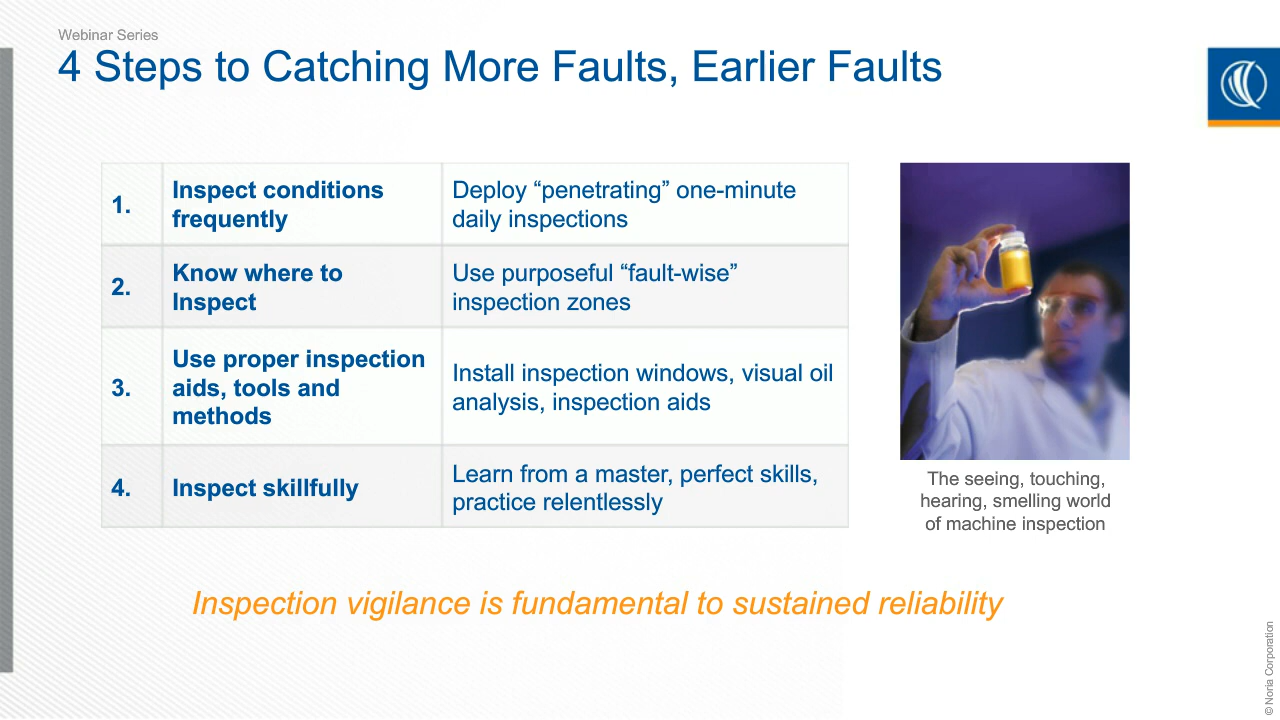 Webinar Series
4 Steps to Catching More Faults, Earlier Faults
1.
Inspect conditions
frequently
Deploy “penetrating” one-minute
daily inspections
2.
Know where to
Inspect
Use purposeful “fault-wise”
inspection zones
3.
Use proper inspection
aids, tools and
methods
Install inspection windows, visual oil
analysis, inspection aids
4.
Inspect skillfully
Learn from a master, perfect skills,
practice relentlessly
The seeing, touching,
hearing, smelling world
of machine inspection
Inspection vigilance is fundamental to sustained reliability
© Noria Corporation